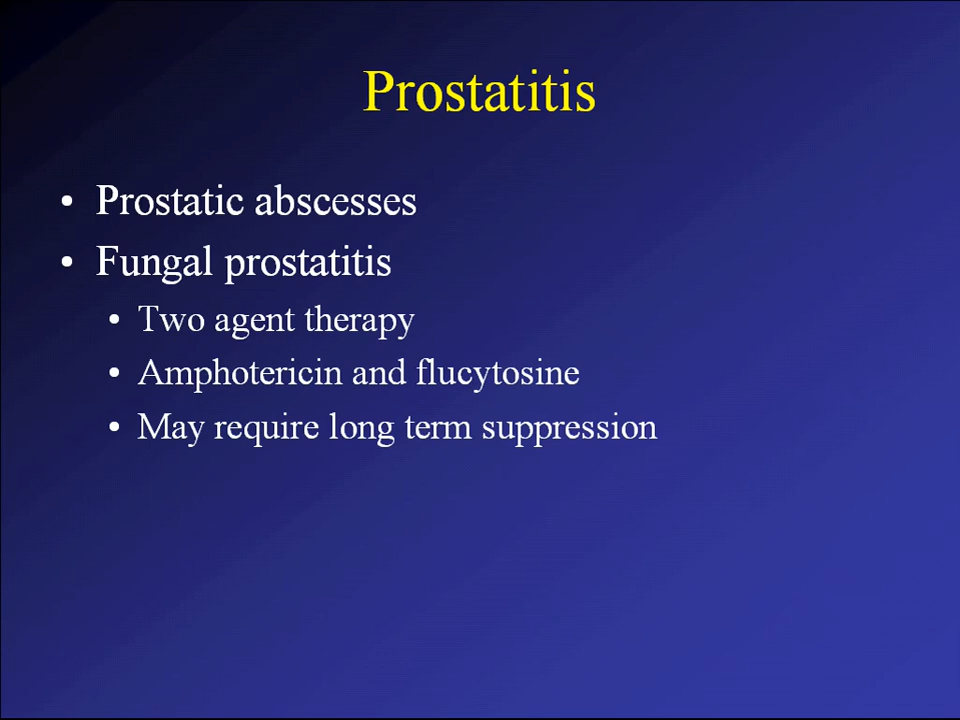 Prostatitis
• Prostatic abscesses
• Fungal prostatitis
• Two agent therapy
• Amphotericin and flucytosine
• May require long term suppression